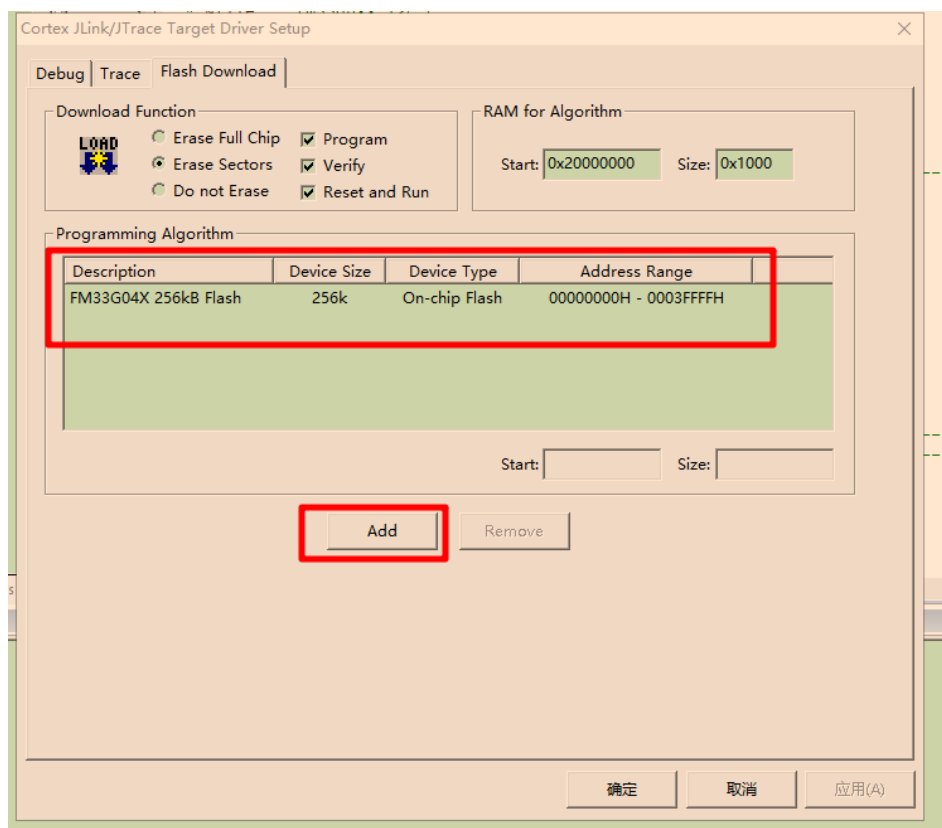 Cortex JLink/JTrace Target Driver Setup
Debug Trace Flash Download
Download Function
LOAD
Erase Full Chip
Erase Sectors
Do not Erase
Program
Verify
Reset and Run
RAM for Algorithm
Start: 0x20000000 Size: 0x1000
Programming Algorithm
Description Device Size Device Type Address Range
FM33G04X 256kB Flash 256k On-chip Flash 00000000H - 0003FFFFH
Start: Size:
Add Remove
确定 取消 应用(A)